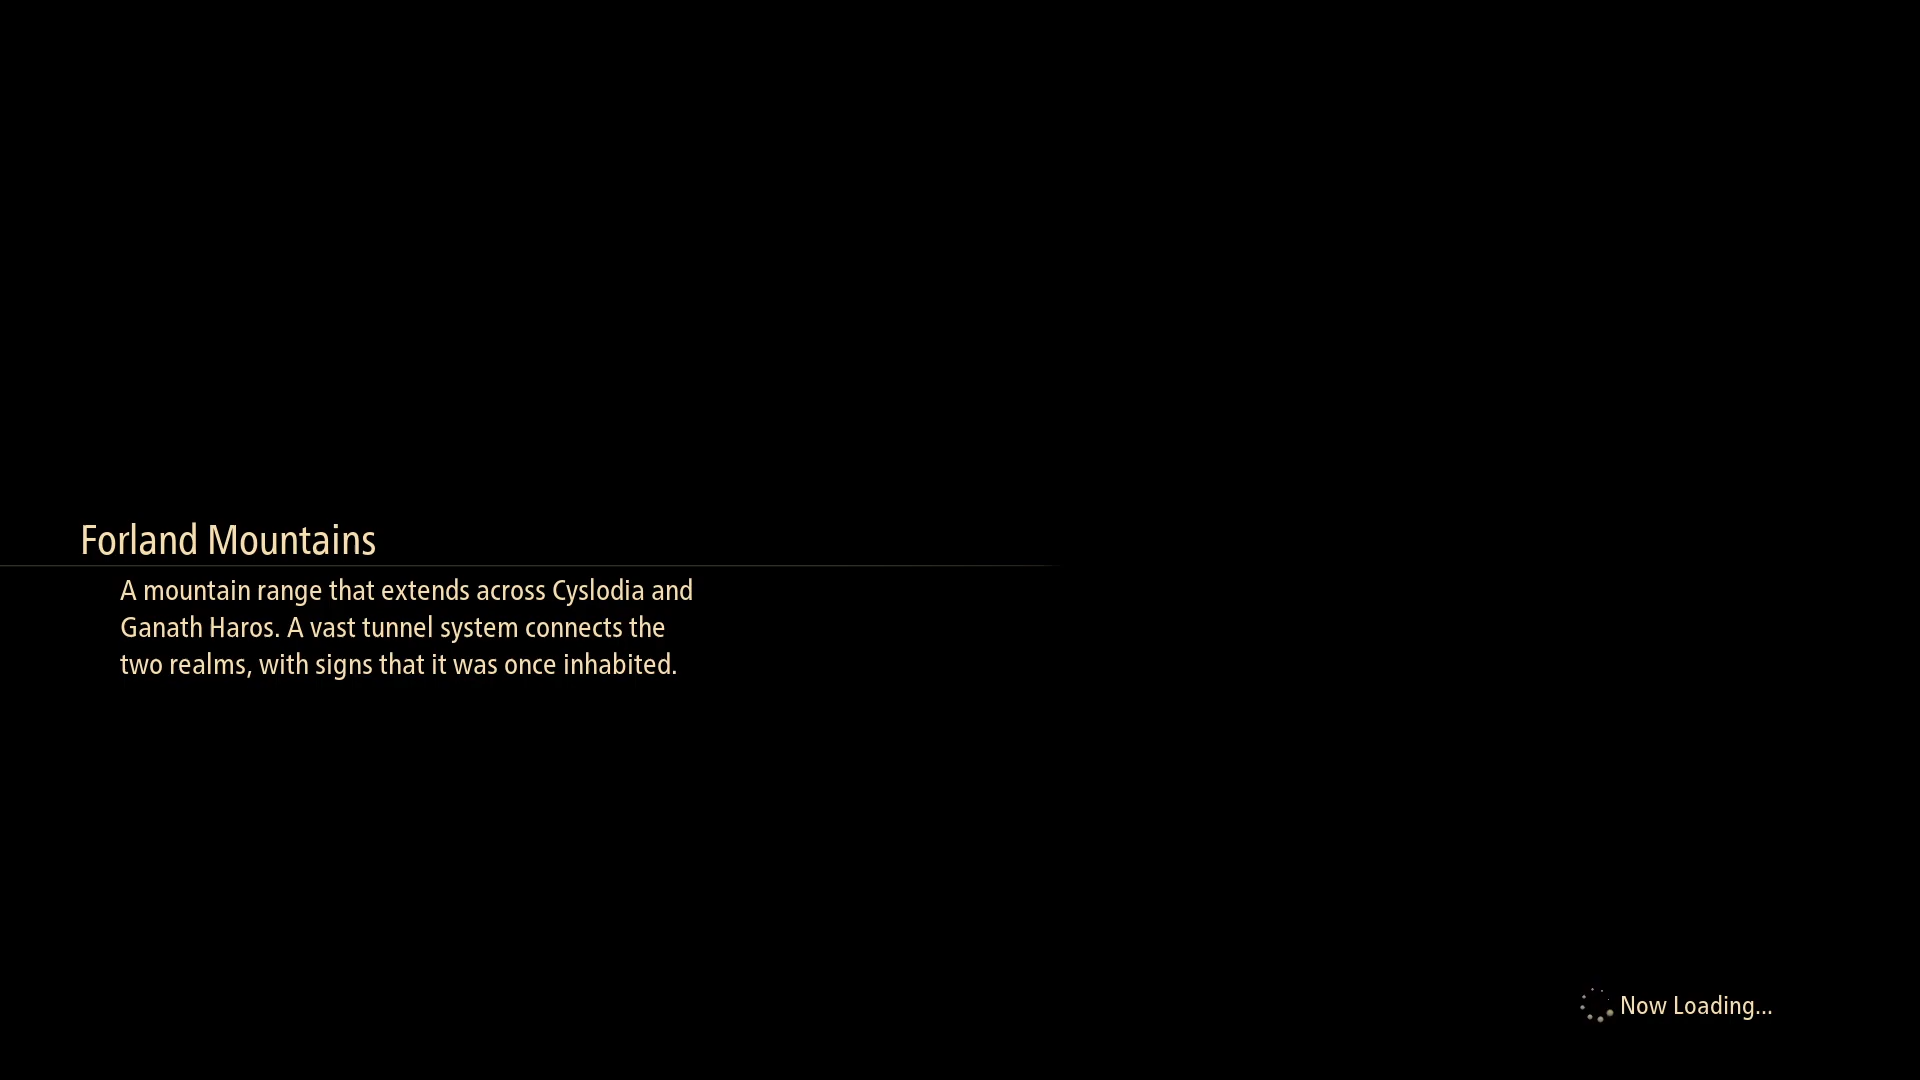 Forland Mountains
A mountain range that extends across Cyslodia and
Ganath Haros. A vast tunnel system connects the
two realms, with signs that it was once inhabited.
Now Loading...